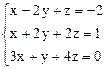 x − 2y + z = −2
x + 2y + 2z = 1
3x + y + 4z = 0